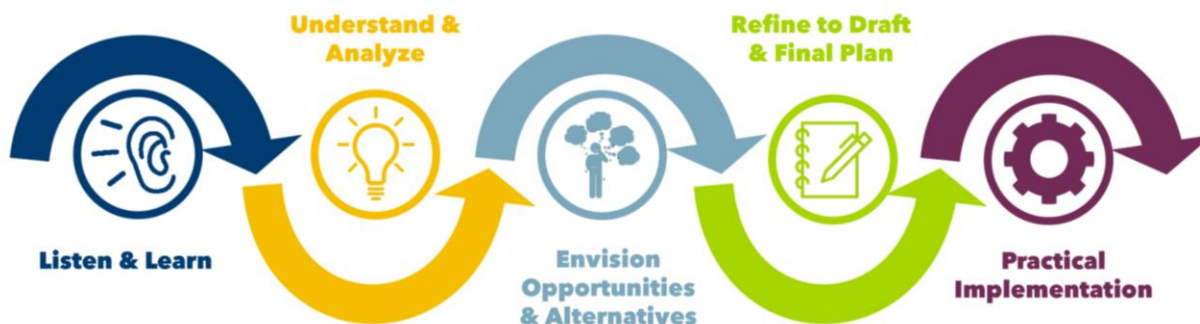 Listen & Learn
Understand &
Analyze
Envision
Opportunities
& Alternatives
Refine to Draft
& Final Plan
Practical
Implementation